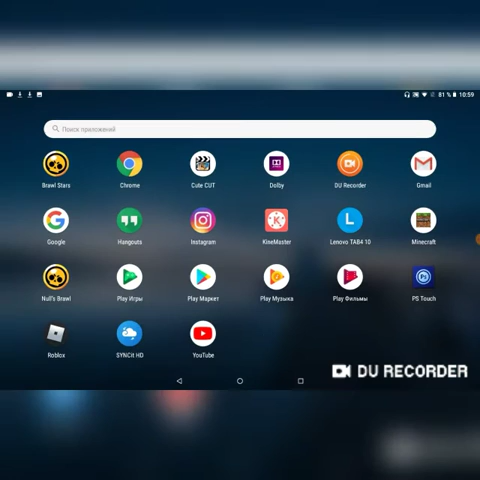 81 % 10:59
Поиск приложений
Brawl Stars Chrome Cute CUT Dolby DU Recorder Gmail
Google Hangouts Instagram KineMaster Lenovo TAB4 10 Minecraft
Null's Brawl Play Игры Play Маркет Play Музыка Play Фильмы PS Touch
Roblox SYNCit HD YouTube
DU RECORDER